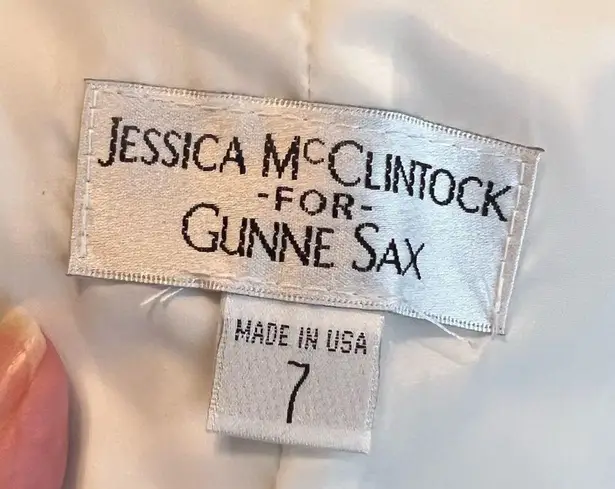 JESSICA McCLINTOCK
-FOR-
GUNNE SAX
MADE IN USA
7